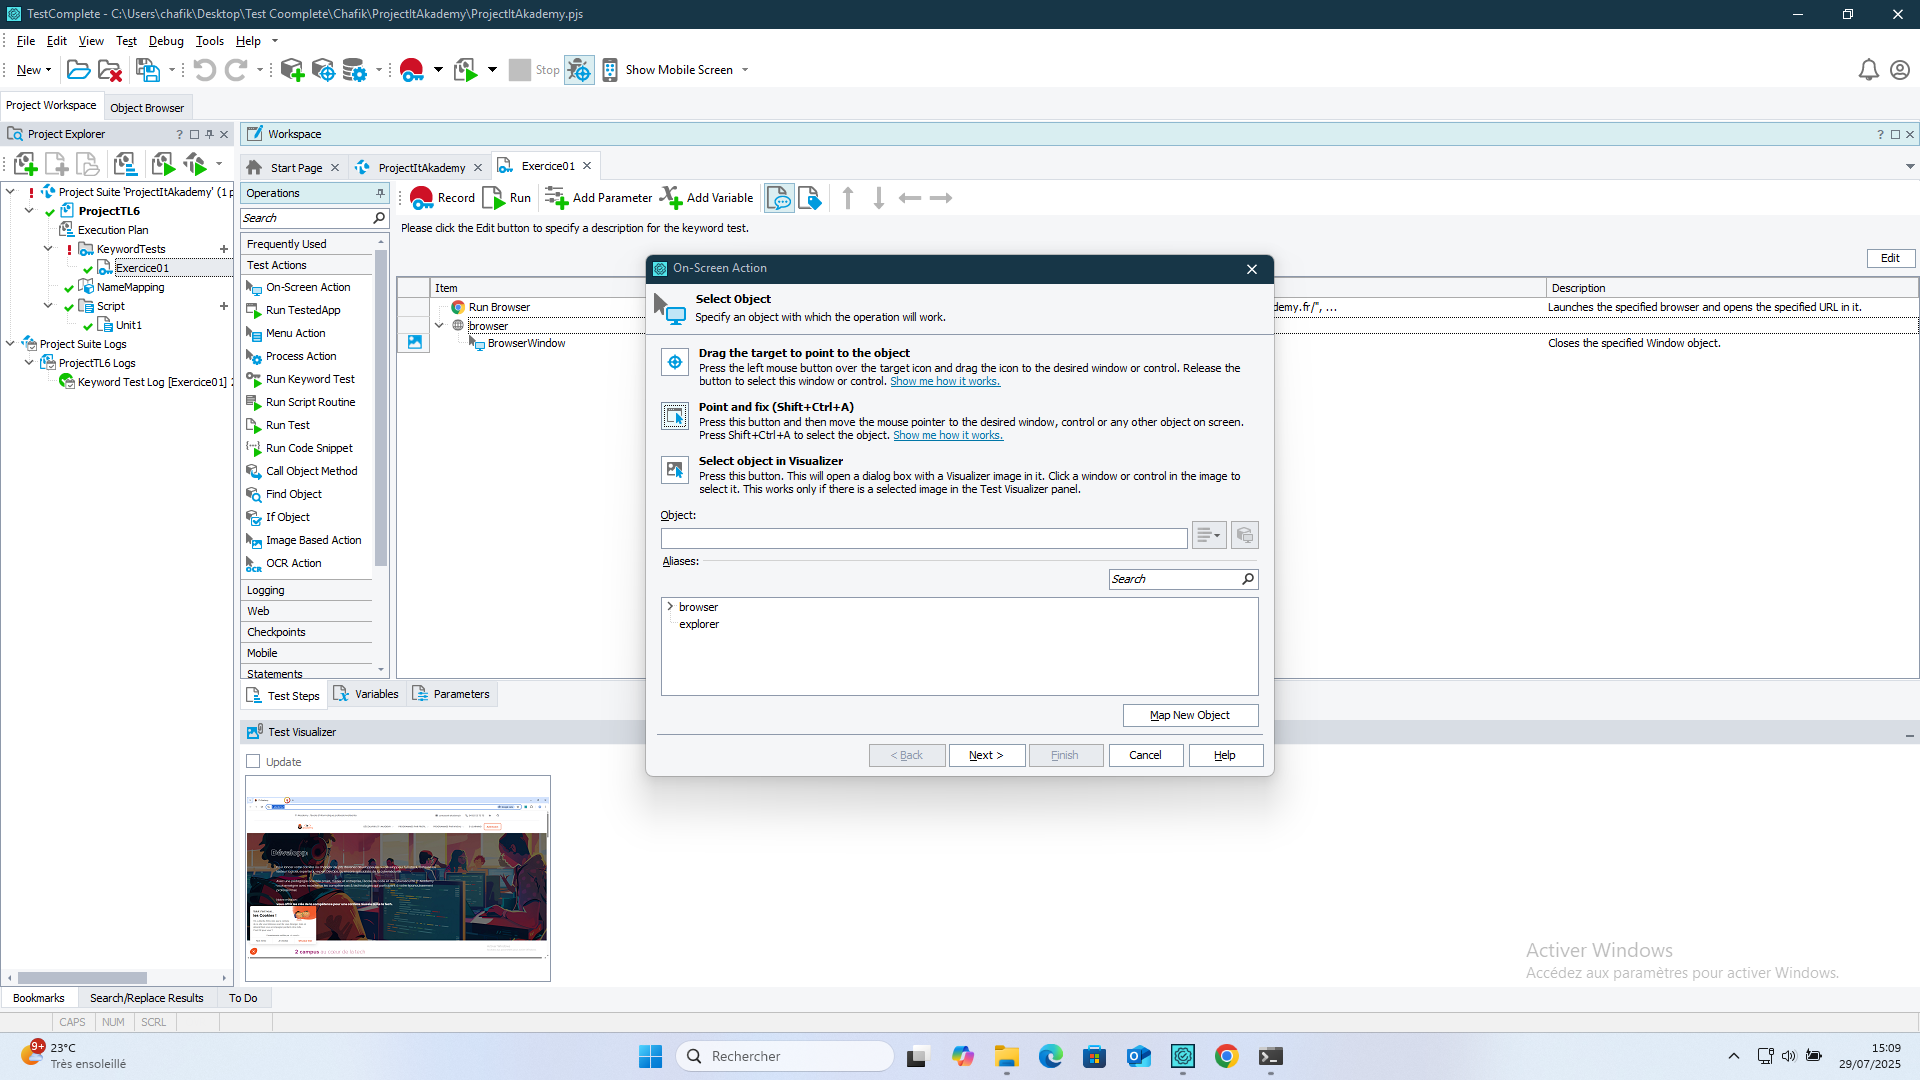 TestComplete - C:\Users\chafik\Desktop\Test Coomplete\Chafik\ProjectItAkademy\ProjectItAkademy.pjs
File Edit View Test Debug Tools Help
New Stop Show Mobile Screen
Project Workspace Object Browser
Project Explorer
Workspace
Start Page ProjectItAkademy Exercice01
Project Suite 'ProjectItAkademy' (1 p
ProjectTL6
Execution Plan
KeywordTests
Exercice01
NameMapping
Script
Unit1
Project Suite Logs
ProjectTL6 Logs
Keyword Test Log [Exercice01] 2
Operations
Search
Frequently Used
Test Actions
On-Screen Action
Run TestedApp
Menu Action
Process Action
Run Keyword Test
Run Script Routine
Run Test
Run Code Snippet
Call Object Method
Find Object
If Object
Image Based Action
OCR Action
Logging
Web
Checkpoints
Mobile
Statements
Record Run Add Parameter Add Variable
Please click the Edit button to specify a description for the keyword test.
Edit
Item Description
Run Browser demy.fr/", ... Launches the specified browser and opens the specified URL in it.
browser
BrowserWindow Closes the specified Window object.
On-Screen Action
Select Object
Specify an object with which the operation will work.
Drag the target to point to the object
Press the left mouse button over the target icon and drag the icon to the desired window or control. Release the
button to select this window or control. Show me how it works.
Point and fix (Shift+Ctrl+A)
Press this button and then move the mouse pointer to the desired window, control or any other object on screen.
Press Shift+Ctrl+A to select the object. Show me how it works.
Select object in Visualizer
Press this button. This will open a dialog box with a Visualizer image in it. Click a window or control in the image to
select it. This works only if there is a selected image in the Test Visualizer panel.
Object:
Aliases:
Search
browser
explorer
Map New Object
< Back Next > Finish Cancel Help
Test Steps Variables Parameters
Test Visualizer
Update
Développ
les Cookies !
2 campus au cœur de la tech
Activer Windows
Accédez aux paramètres pour activer Windows.
Bookmarks Search/Replace Results To Do
CAPS NUM SCRL
9+
23°C
Très ensoleillé
Rechercher
15:09
29/07/2025